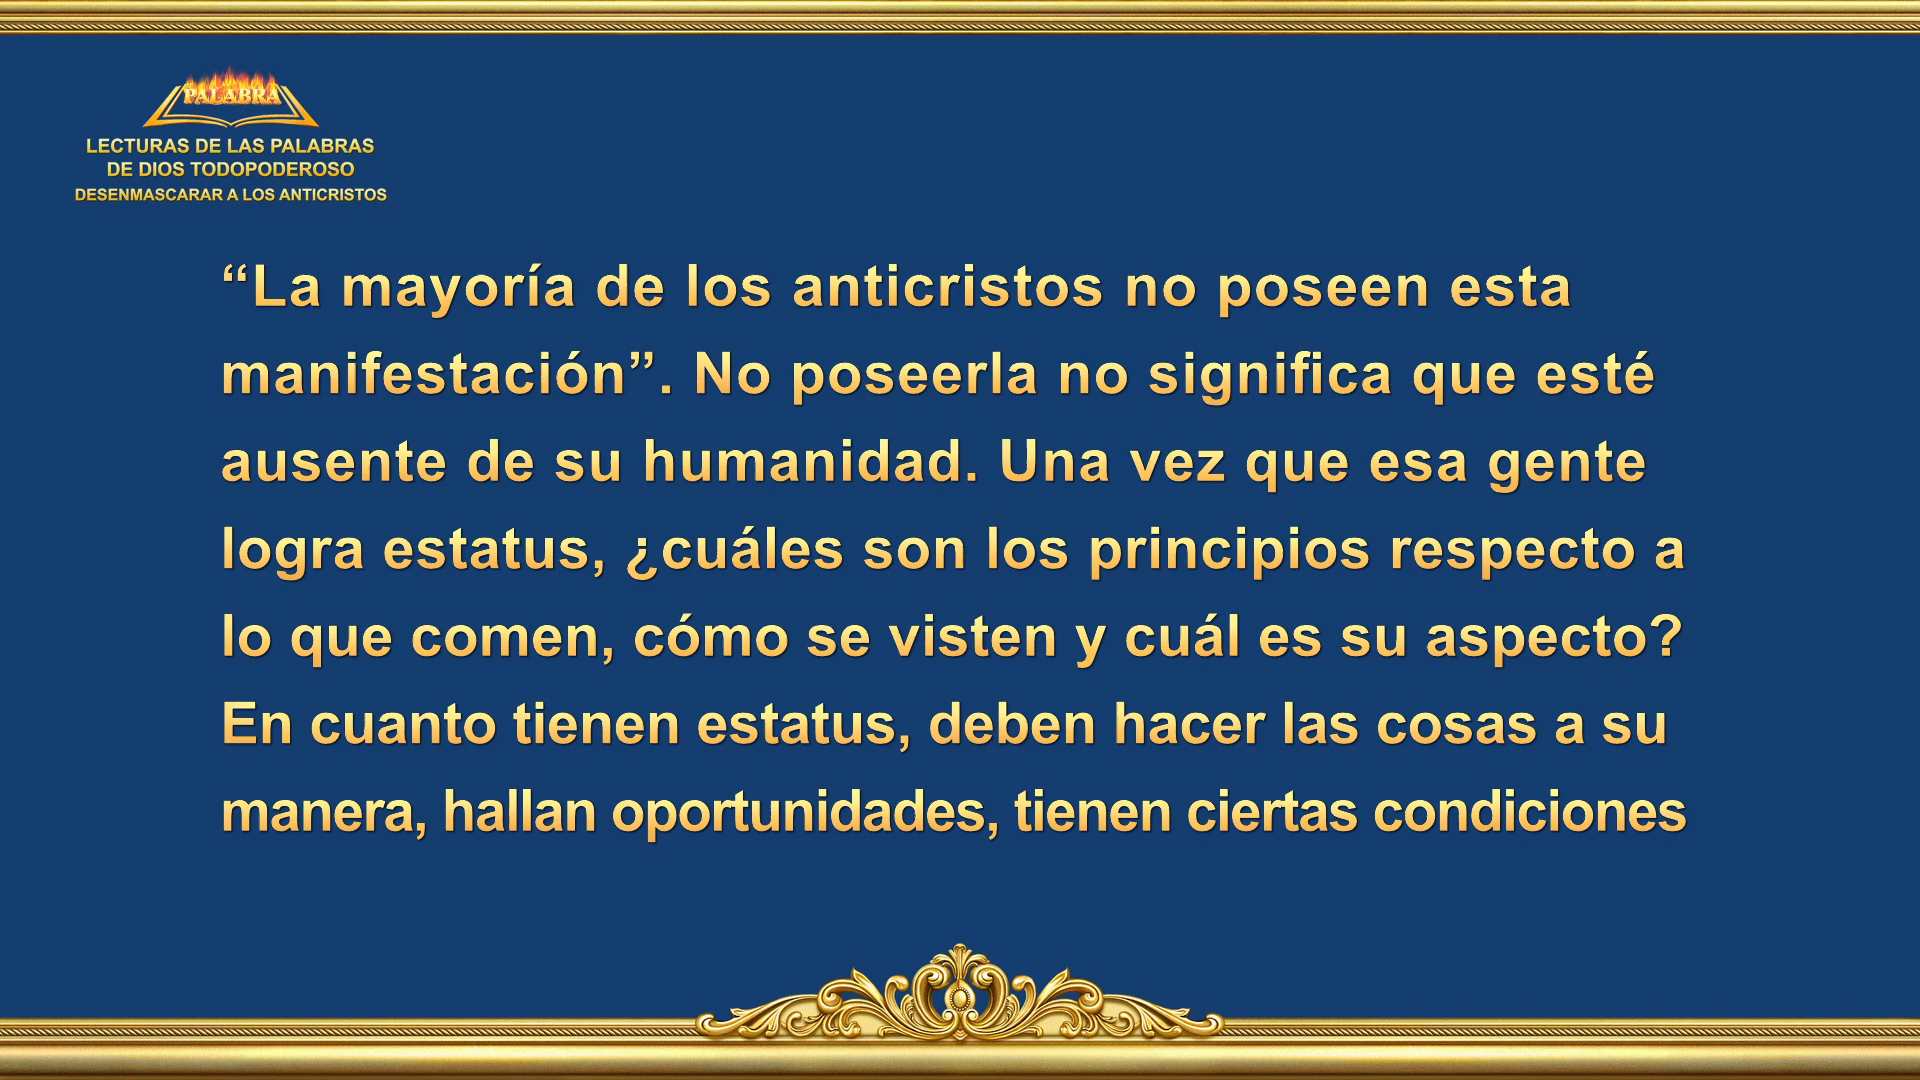 PALABRA
LECTURAS DE LAS PALABRAS
DE DIOS TODOPODEROSO
DESENMASCARAR A LOS ANTICRISTOS
“La mayoría de los anticristos no poseen esta
manifestación”. No poseerla no significa que esté
ausente de su humanidad. Una vez que esa gente
logra estatus, ¿cuáles son los principios respecto a
lo que comen, cómo se visten y cuál es su aspecto?
En cuanto tienen estatus, deben hacer las cosas a su
manera, hallan oportunidades, tienen ciertas condiciones